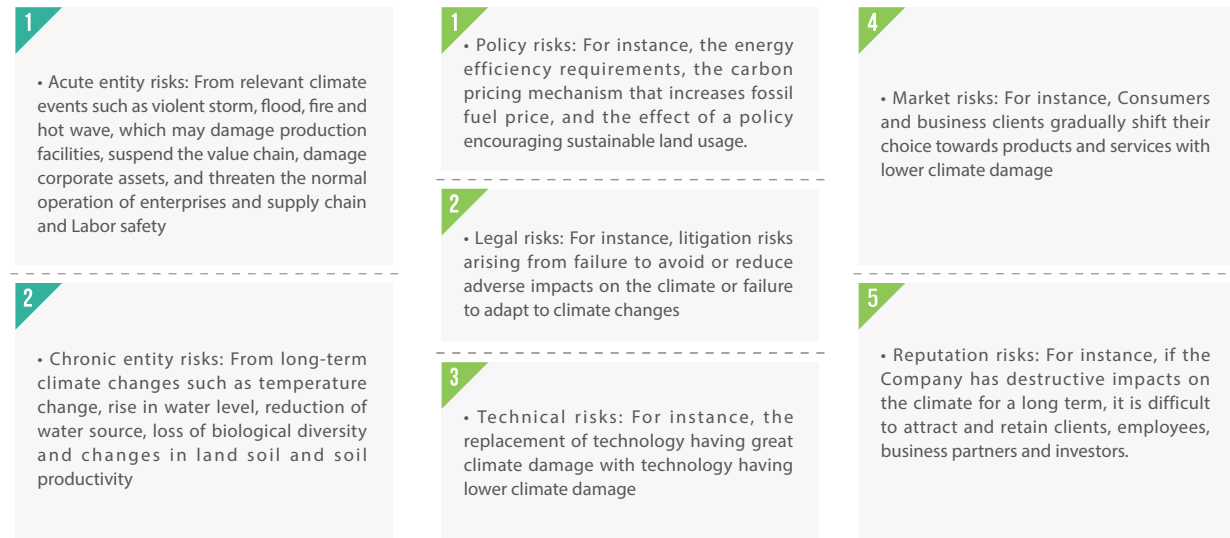 1
• Acute entity risks: From relevant climate
events such as violent storm, flood, fire and
hot wave, which may damage production
facilities, suspend the value chain, damage
corporate assets, and threaten the normal
operation of enterprises and supply chain
and Labor safety
2
• Chronic entity risks: From long-term
climate changes such as temperature
change, rise in water level, reduction of
water source, loss of biological diversity
and changes in land soil and soil
productivity
1
• Policy risks: For instance, the energy
efficiency requirements, the carbon
pricing mechanism that increases fossil
fuel price, and the effect of a policy
encouraging sustainable land usage.
2
• Legal risks: For instance, litigation risks
arising from failure to avoid or reduce
adverse impacts on the climate or failure
to adapt to climate changes
3
• Technical risks: For instance, the
replacement of technology having great
climate damage with technology having
lower climate damage
4
• Market risks: For instance, Consumers
and business clients gradually shift their
choice towards products and services with
lower climate damage
5
• Reputation risks: For instance, if the
Company has destructive impacts on
the climate for a long term, it is difficult
to attract and retain clients, employees,
business partners and investors.